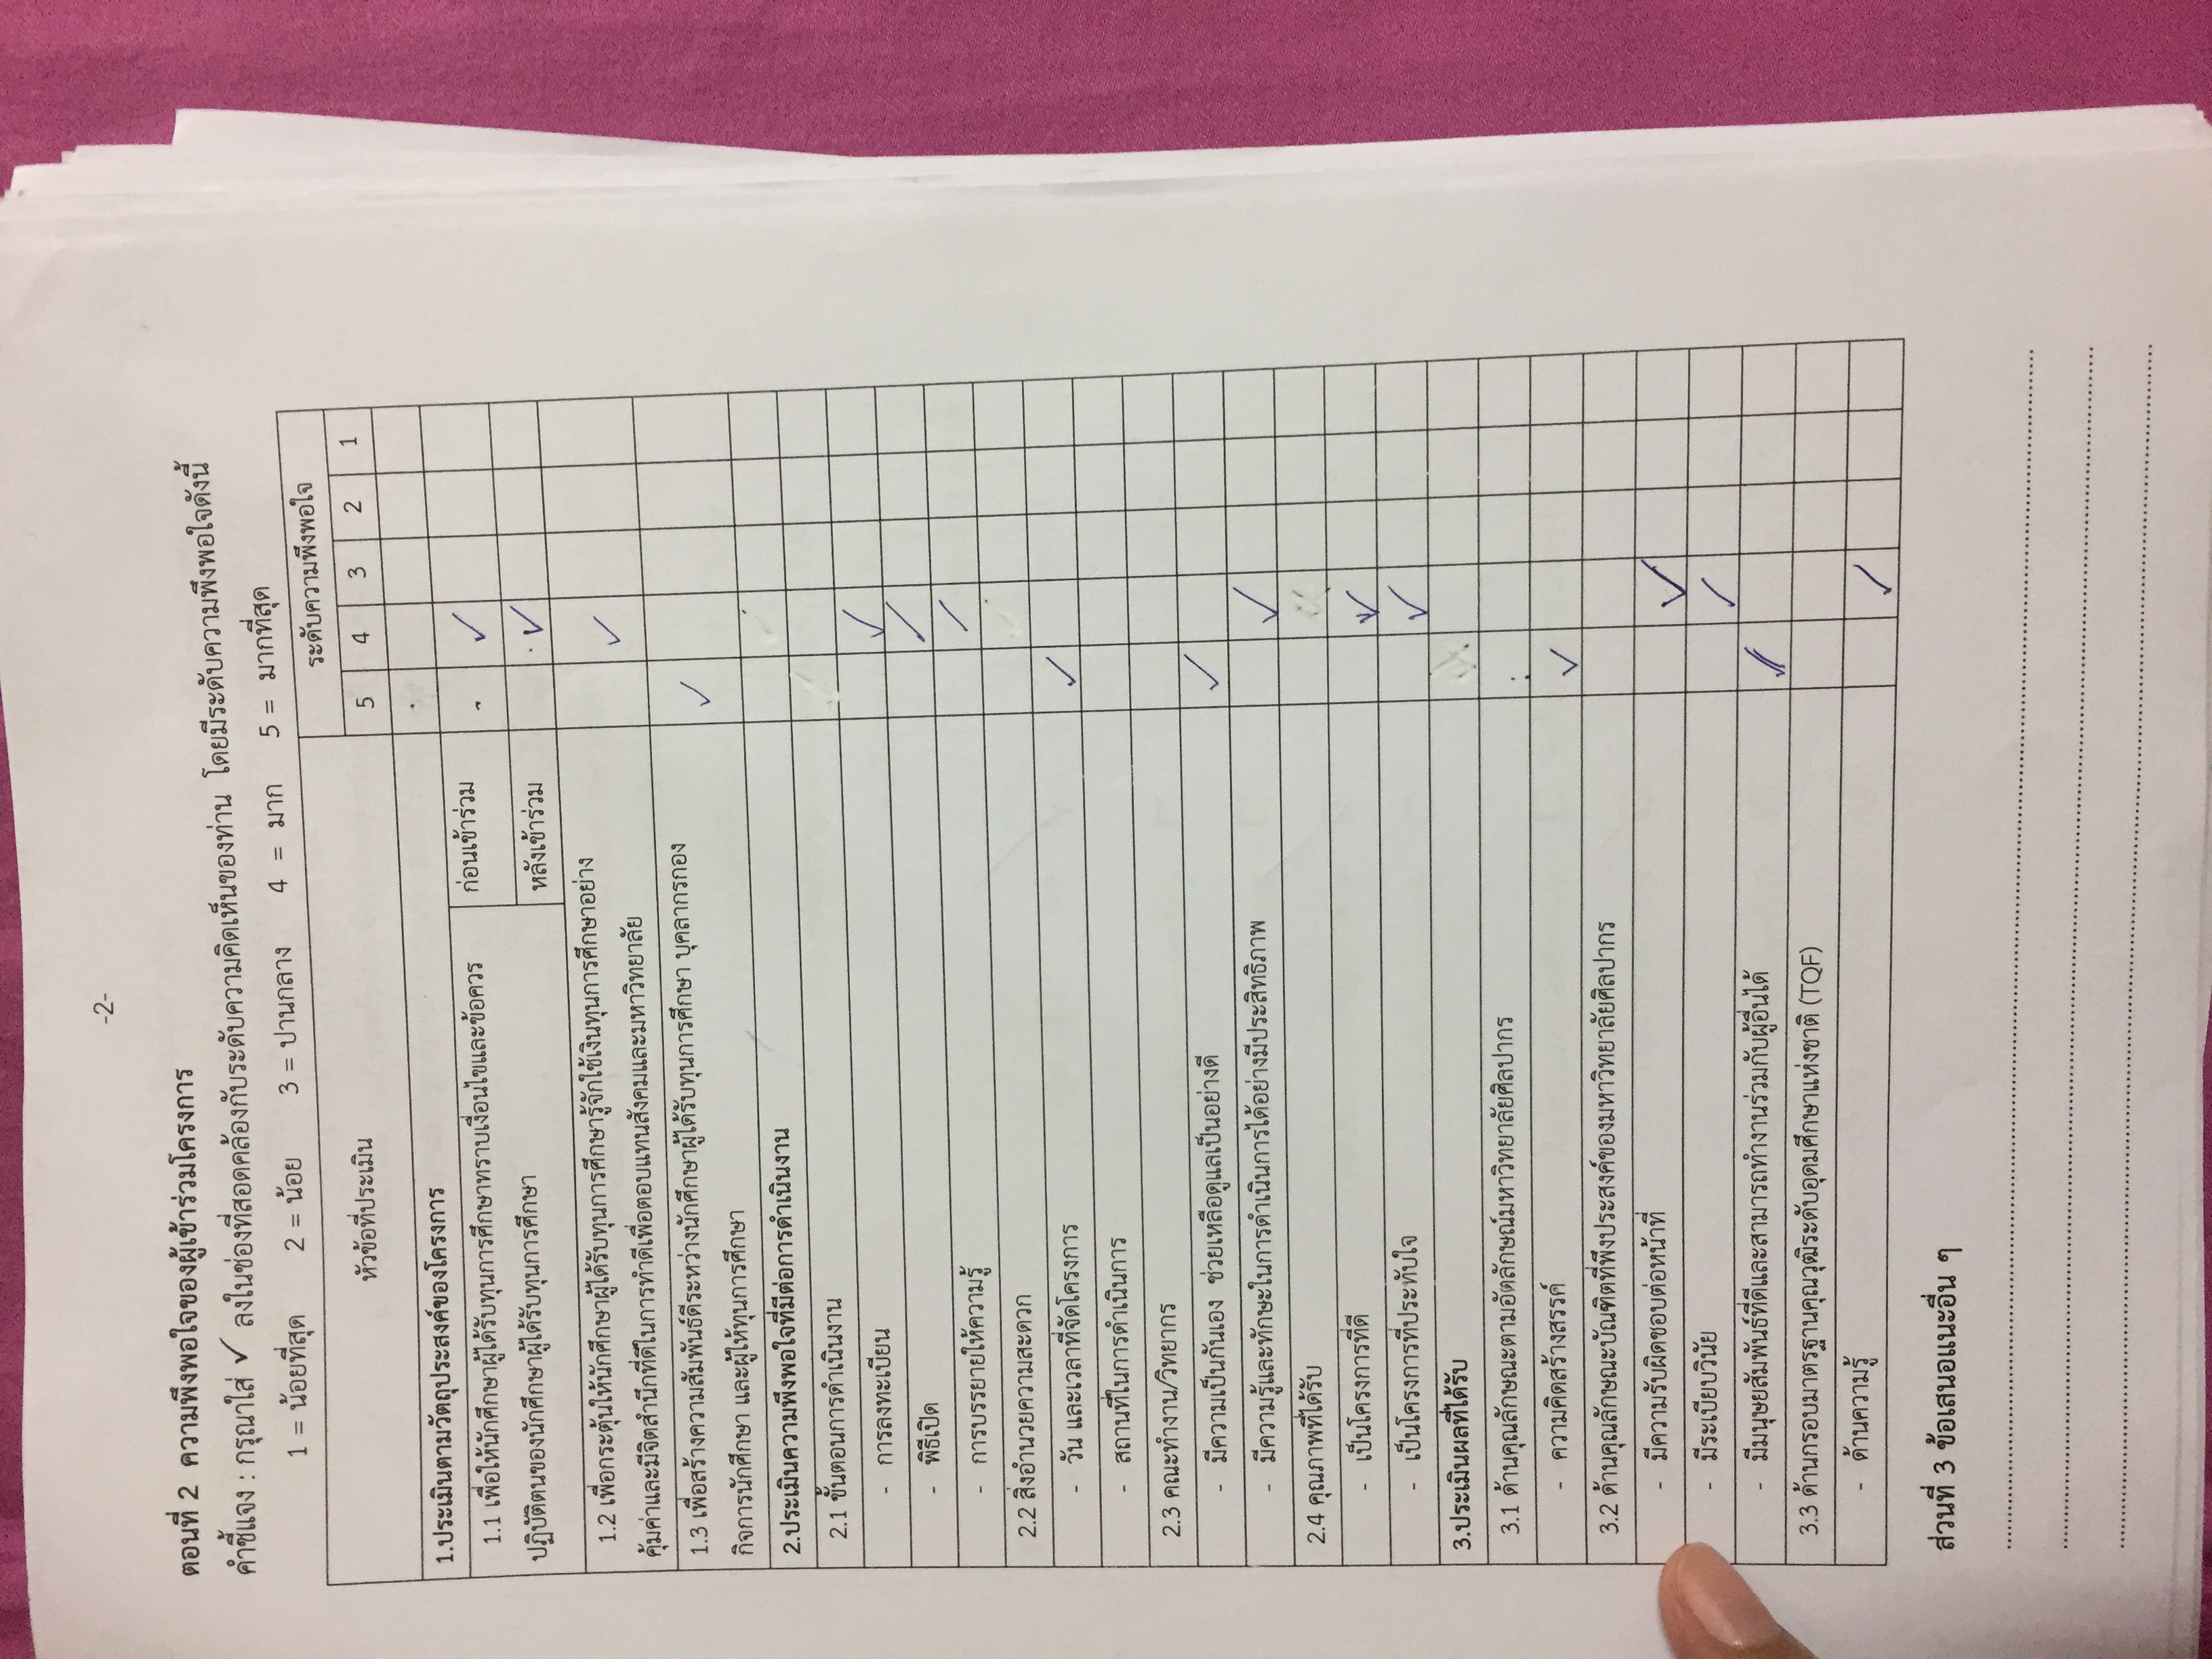 -2-
ตอนที่ 2 ความพึงพอใจของผู้เข้าร่วมโครงการ
คำชี้แจง : กรุณาใส่ ✓ ลงในช่องที่สอดคล้องกับระดับความคิดเห็นของท่าน โดยมีระดับความพึงพอใจดังนี้
1 = น้อยที่สุด 2 = น้อย 3 = ปานกลาง 4 = มาก 5 = มากที่สุด
หัวข้อที่ประเมิน ระดับความพึงพอใจ
5 4 3 2 1
1.ประเมินตามวัตถุประสงค์ของโครงการ
1.1 เพื่อให้นักศึกษาผู้ได้รับทุนการศึกษาทราบเงื่อนไขและข้อควร ก่อนเข้าร่วม ✓
ปฏิบัติตนของนักศึกษาผู้ได้รับทุนการศึกษา หลังเข้าร่วม ✓
1.2 เพื่อกระตุ้นให้นักศึกษาผู้ได้รับทุนการศึกษารู้จักใช้เงินทุนการศึกษาอย่าง ✓
คุ้มค่าและมีจิตสำนึกที่ดีในการทำดีเพื่อตอบแทนสังคมและมหาวิทยาลัย
1.3 เพื่อสร้างความสัมพันธ์ดีระหว่างนักศึกษาผู้ได้รับทุนการศึกษา บุคลากรกอง ✓
กิจการนักศึกษา และผู้ให้ทุนการศึกษา
2.ประเมินความพึงพอใจที่มีต่อการดำเนินงาน
2.1 ขั้นตอนการดำเนินงาน
- การลงทะเบียน ✓
- พิธีเปิด ✓
- การบรรยายให้ความรู้ ✓
2.2 สิ่งอำนวยความสะดวก
- วัน และเวลาที่จัดโครงการ ✓
- สถานที่ในการดำเนินการ
2.3 คณะทำงาน/วิทยากร
- มีความเป็นกันเอง ช่วยเหลือดูแลเป็นอย่างดี ✓
- มีความรู้และทักษะในการดำเนินการได้อย่างมีประสิทธิภาพ ✓
2.4 คุณภาพที่ได้รับ
- เป็นโครงการที่ดี ✓
- เป็นโครงการที่ประทับใจ ✓
3.ประเมินผลที่ได้รับ
3.1 ด้านคุณลักษณะตามอัตลักษณ์มหาวิทยาลัยศิลปากร
- ความคิดสร้างสรรค์ ✓
3.2 ด้านคุณลักษณะบัณฑิตที่พึงประสงค์ของมหาวิทยาลัยศิลปากร
- มีความรับผิดชอบต่อหน้าที่ ✓
- มีระเบียบวินัย ✓
- มีมนุษยสัมพันธ์ที่ดีและสามารถทำงานร่วมกับผู้อื่นได้ ✓
3.3 ด้านกรอบมาตรฐานคุณวุฒิระดับอุดมศึกษาแห่งชาติ (TQF)
- ด้านความรู้ ✓
ส่วนที่ 3 ข้อเสนอแนะอื่น ๆ